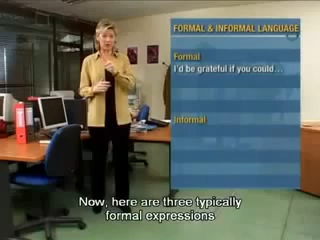 FORMAL & INFORMAL LANGUAGE
Formal
I'd be grateful if you could...
Informal
Now, here are three typically
formal expressions